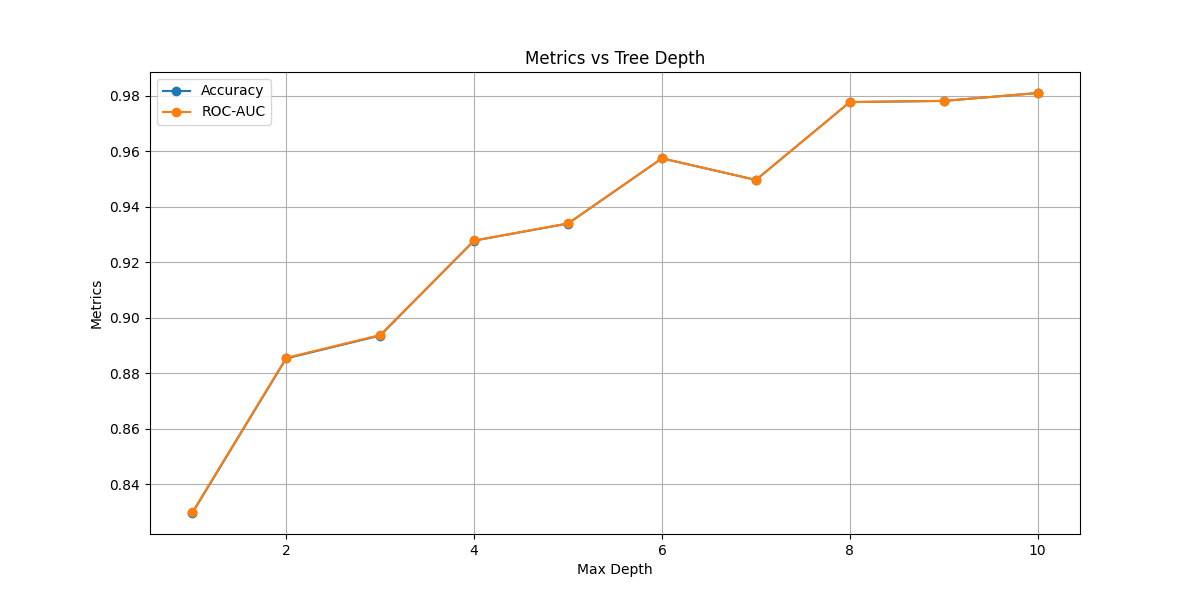 Metrics vs Tree Depth
Accuracy
ROC-AUC
0.98
0.96
0.94
0.92
0.90
0.88
0.86
0.84
Metrics
2 4 6 8 10
Max Depth